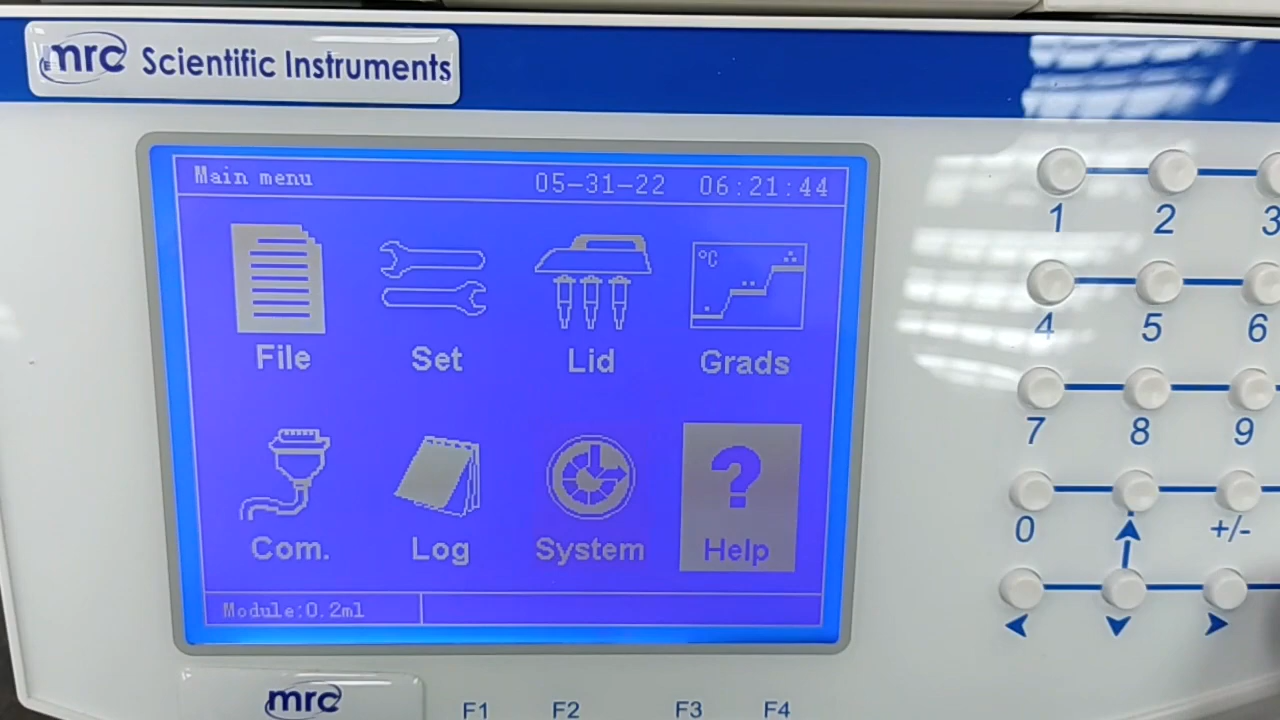 mrc Scientific Instruments
Main menu 05-31-22 06:21:44
°C
File Set Lid Grads
?
Com. Log System Help
Module:0.2ml
1 2 3
4 5 6
7 8 9
0 +/-
mrc
F1 F2 F3 F4